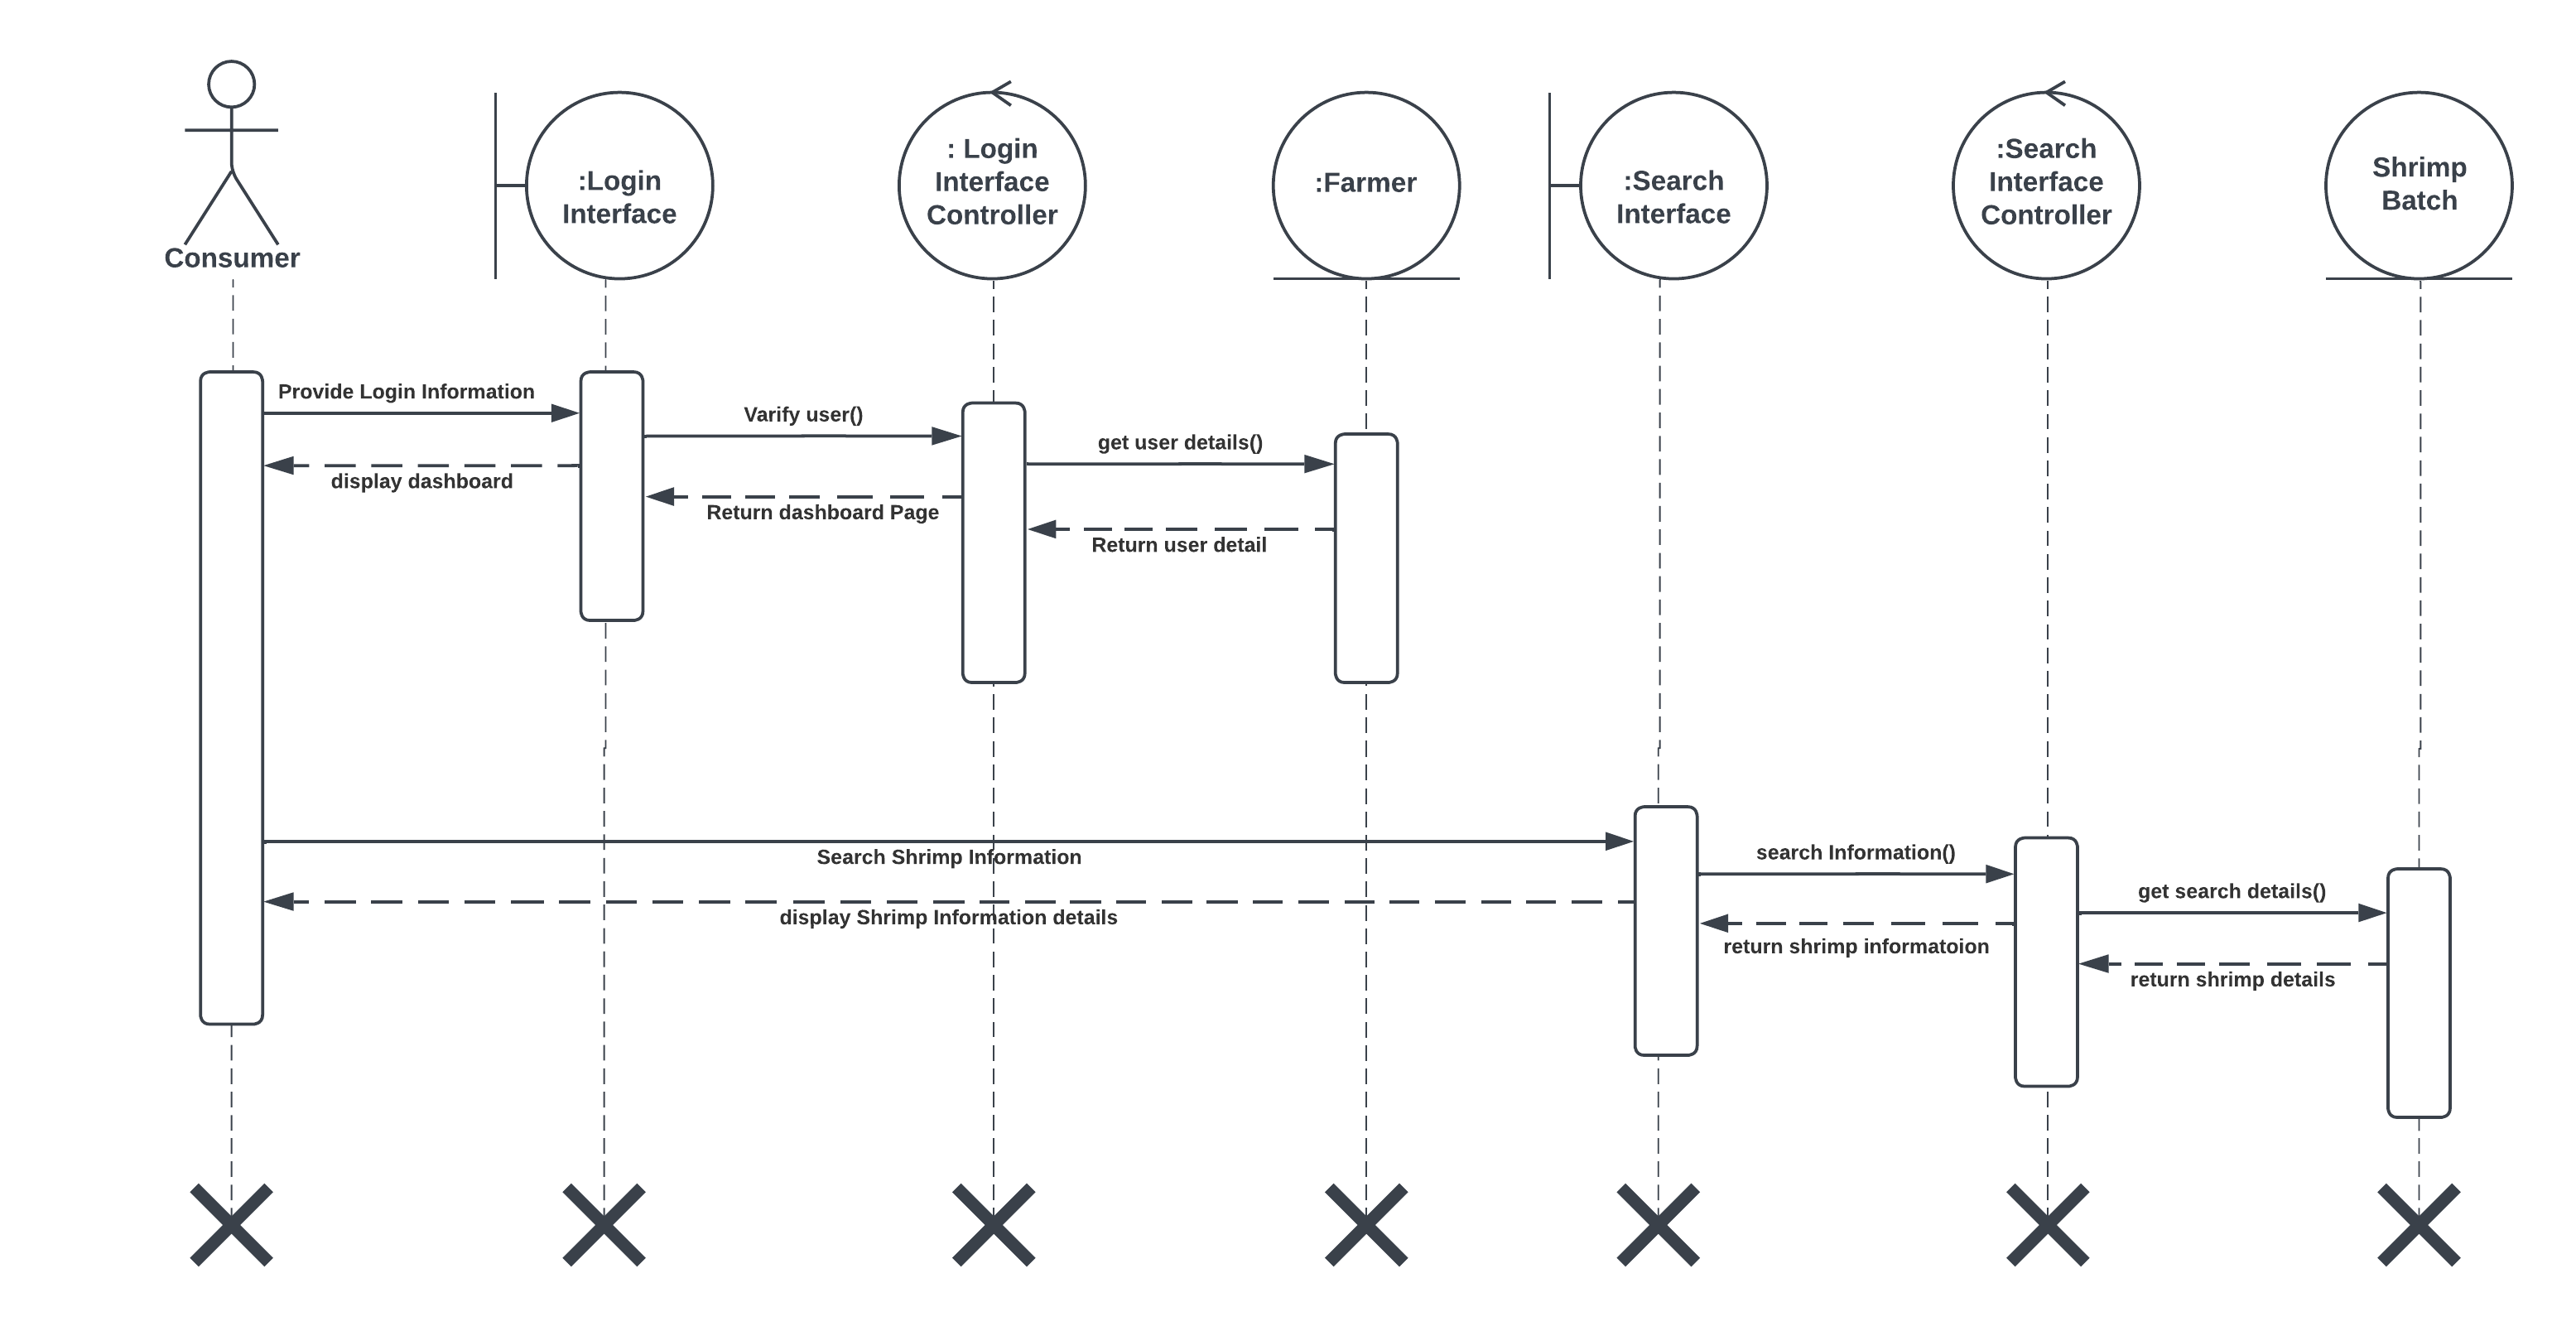 Consumer
:Login
Interface
: Login
Interface
Controller
:Farmer
:Search
Interface
:Search
Interface
Controller
Shrimp
Batch
Provide Login Information
Varify user()
get user details()
display dashboard
Return dashboard Page
Return user detail
Search Shrimp Information
search Information()
get search details()
display Shrimp Information details
return shrimp informatoion
return shrimp details